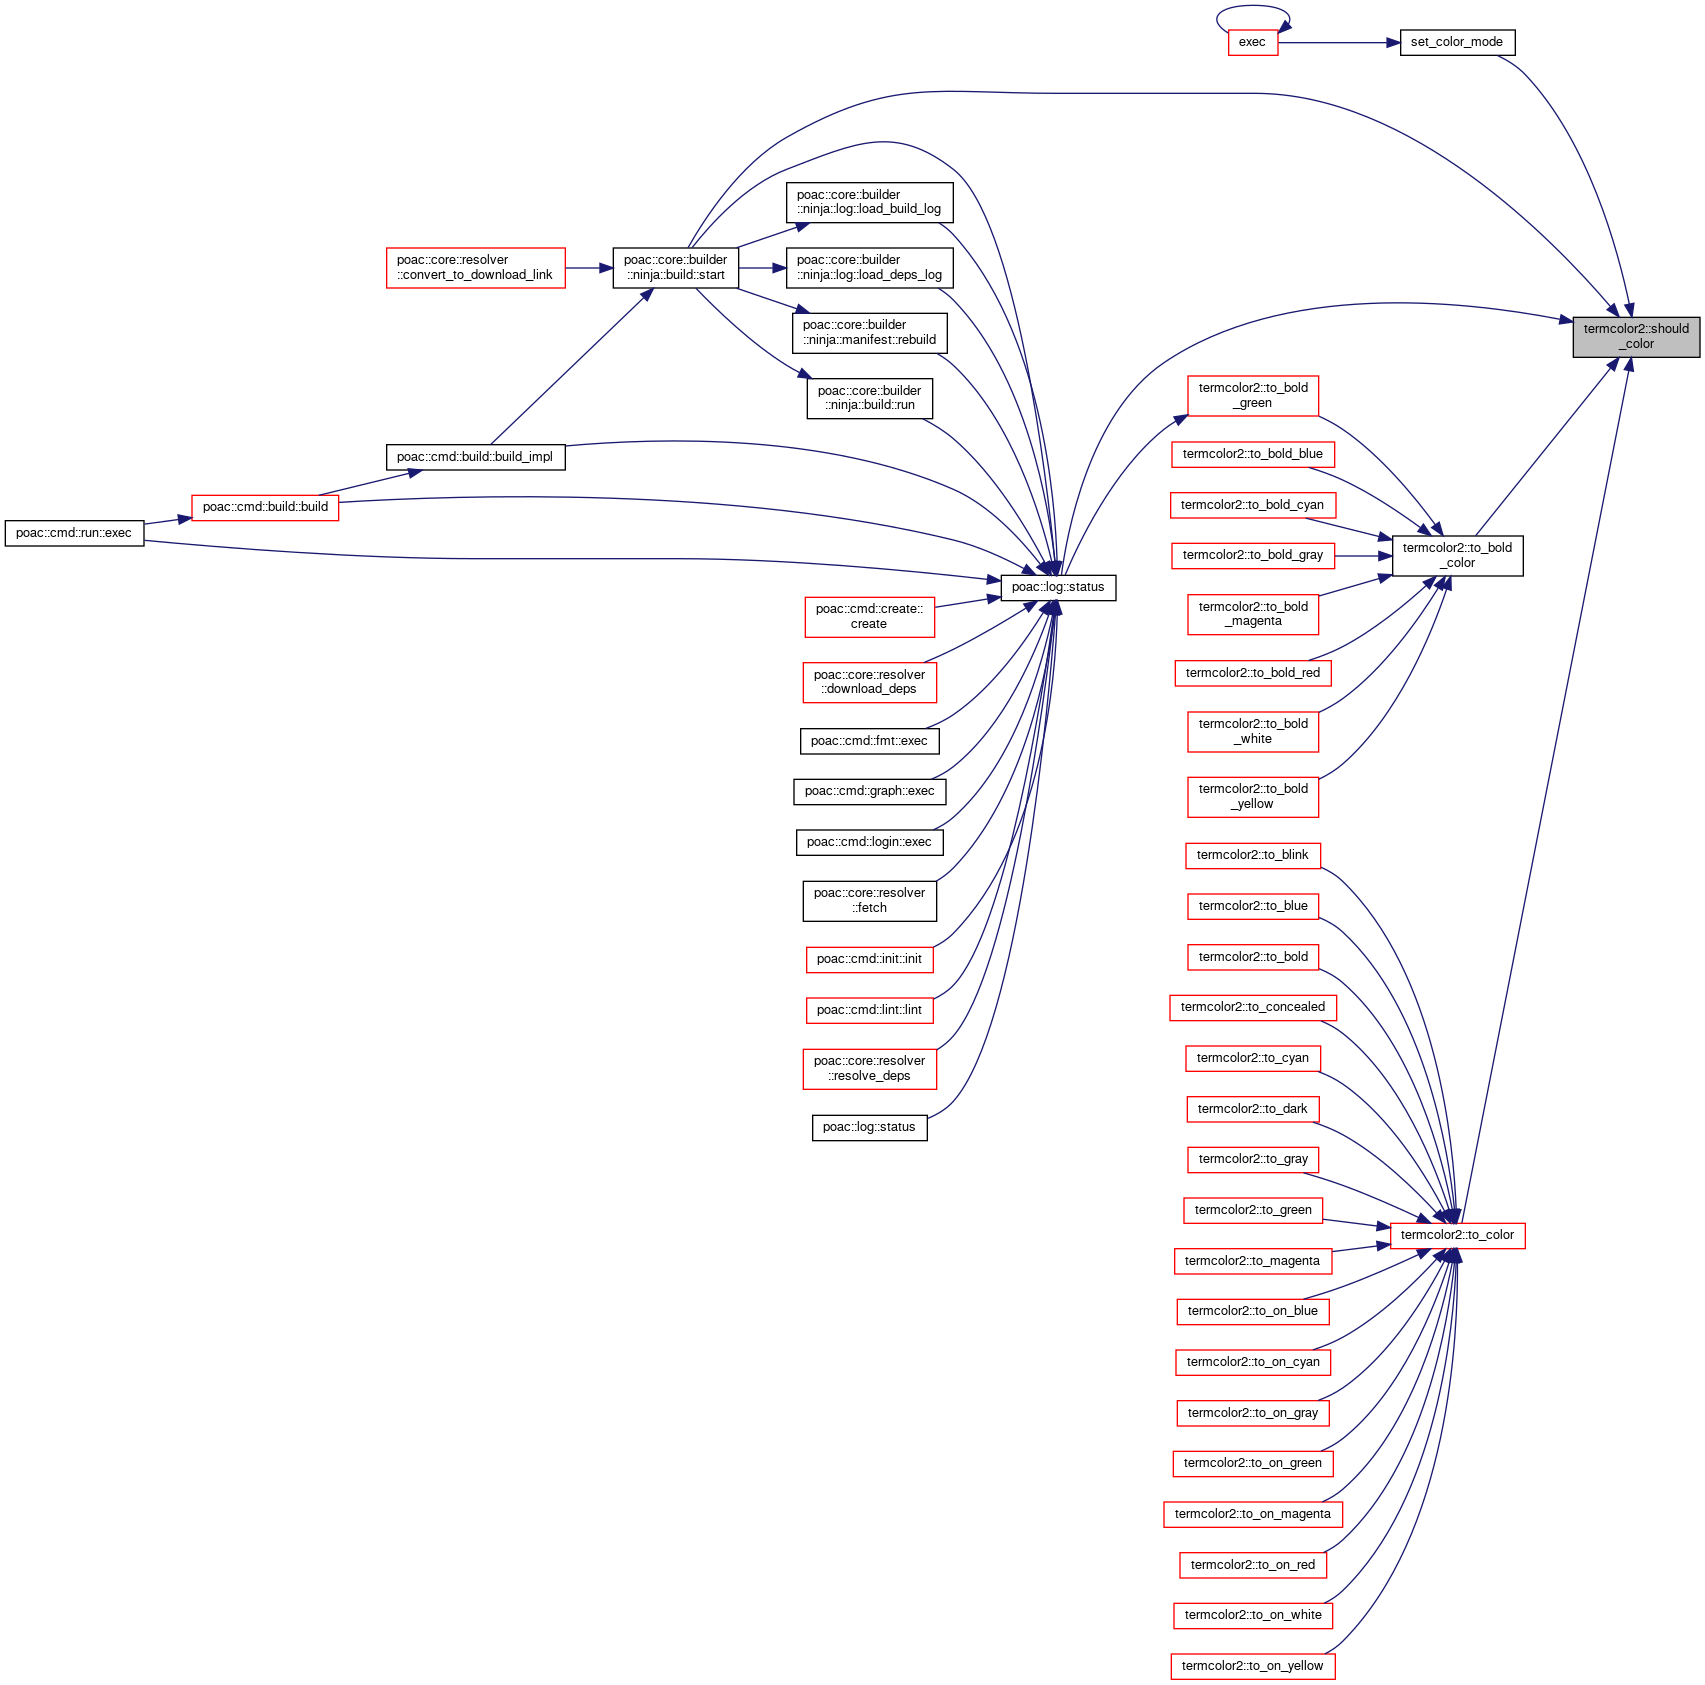 exec
set_color_mode
poac::core::builder
::ninja::log::load_build_log
poac::core::resolver
::convert_to_download_link
poac::core::builder
::ninja::build::start
poac::core::builder
::ninja::log::load_deps_log
poac::core::builder
::ninja::manifest::rebuild
termcolor2::should
_color
poac::core::builder
::ninja::build::run
termcolor2::to_bold
_green
poac::cmd::build::build_impl
termcolor2::to_bold_blue
poac::cmd::build::build
termcolor2::to_bold_cyan
poac::cmd::run::exec
termcolor2::to_bold_gray
termcolor2::to_bold
_color
poac::log::status
poac::cmd::create::
create
termcolor2::to_bold
_magenta
poac::core::resolver
::download_deps
termcolor2::to_bold_red
poac::cmd::fmt::exec
termcolor2::to_bold
_white
poac::cmd::graph::exec
termcolor2::to_bold
_yellow
poac::cmd::login::exec
termcolor2::to_blink
poac::core::resolver
::fetch
termcolor2::to_blue
poac::cmd::init::init
termcolor2::to_bold
poac::cmd::lint::lint
termcolor2::to_concealed
poac::core::resolver
::resolve_deps
termcolor2::to_cyan
poac::log::status
termcolor2::to_dark
termcolor2::to_gray
termcolor2::to_green
termcolor2::to_color
termcolor2::to_magenta
termcolor2::to_on_blue
termcolor2::to_on_cyan
termcolor2::to_on_gray
termcolor2::to_on_green
termcolor2::to_on_magenta
termcolor2::to_on_red
termcolor2::to_on_white
termcolor2::to_on_yellow